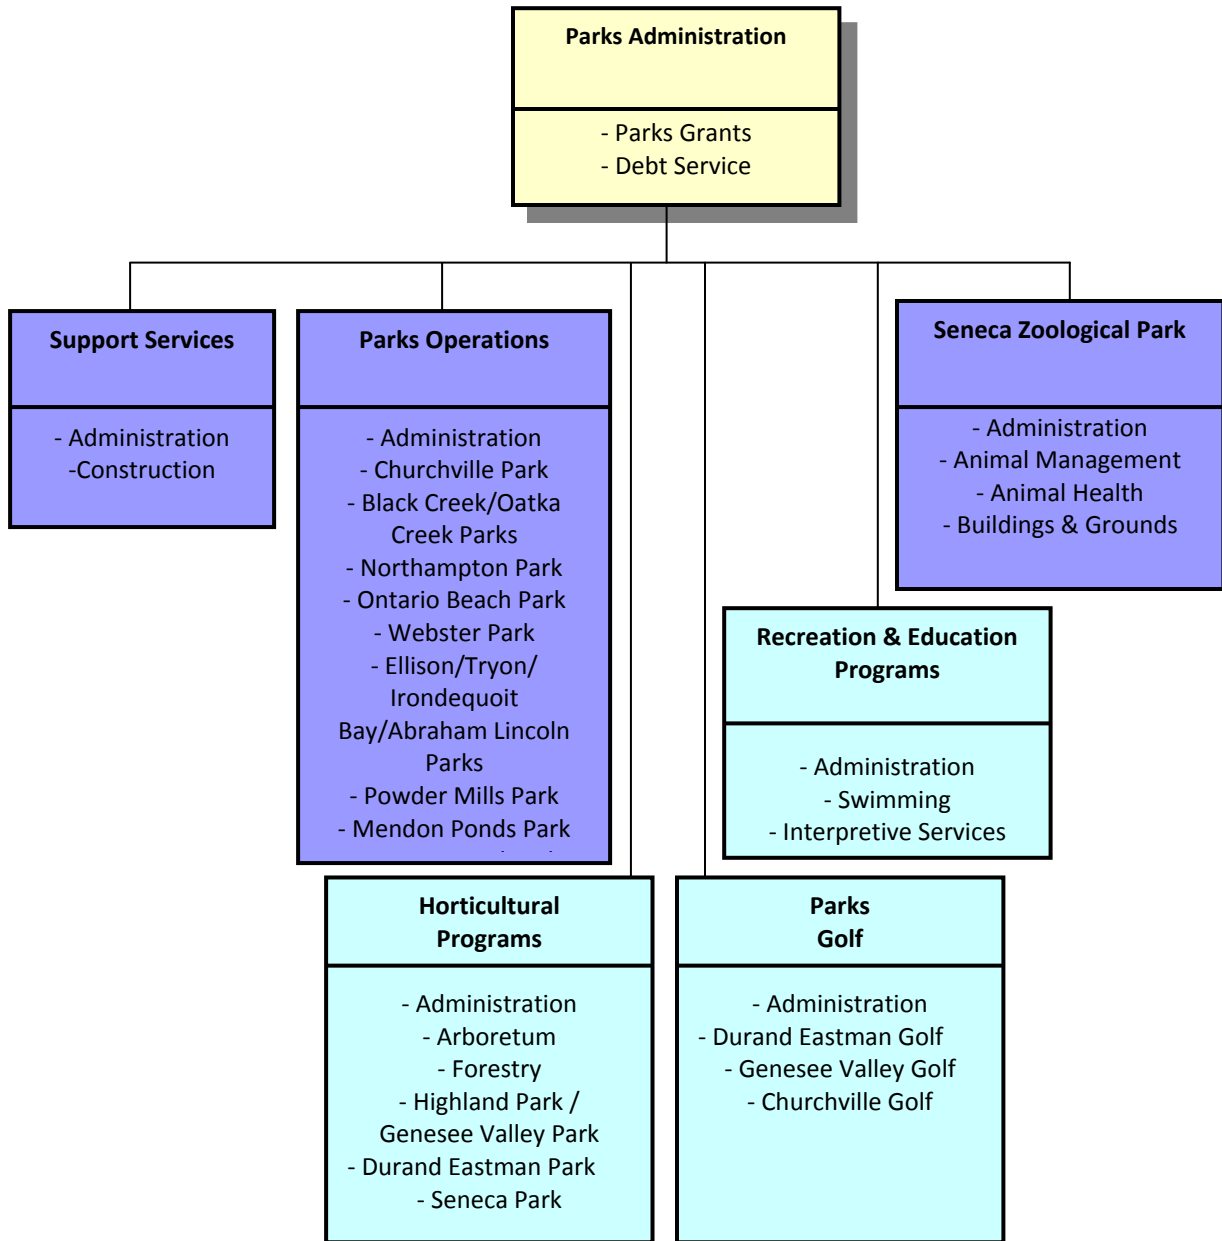 Parks Administration
- Parks Grants
- Debt Service
Support Services
- Administration
-Construction
Parks Operations
- Administration
- Churchville Park
- Black Creek/Oatka
Creek Parks
- Northampton Park
- Ontario Beach Park
- Webster Park
- Ellison/Tryon/
Irondequoit
Bay/Abraham Lincoln
Parks
- Powder Mills Park
- Mendon Ponds Park
Seneca Zoological Park
- Administration
- Animal Management
- Animal Health
- Buildings & Grounds
Recreation & Education
Programs
- Administration
- Swimming
- Interpretive Services
Horticultural
Programs
- Administration
- Arboretum
- Forestry
- Highland Park /
Genesee Valley Park
- Durand Eastman Park
- Seneca Park
Parks
Golf
- Administration
- Durand Eastman Golf
- Genesee Valley Golf
- Churchville Golf